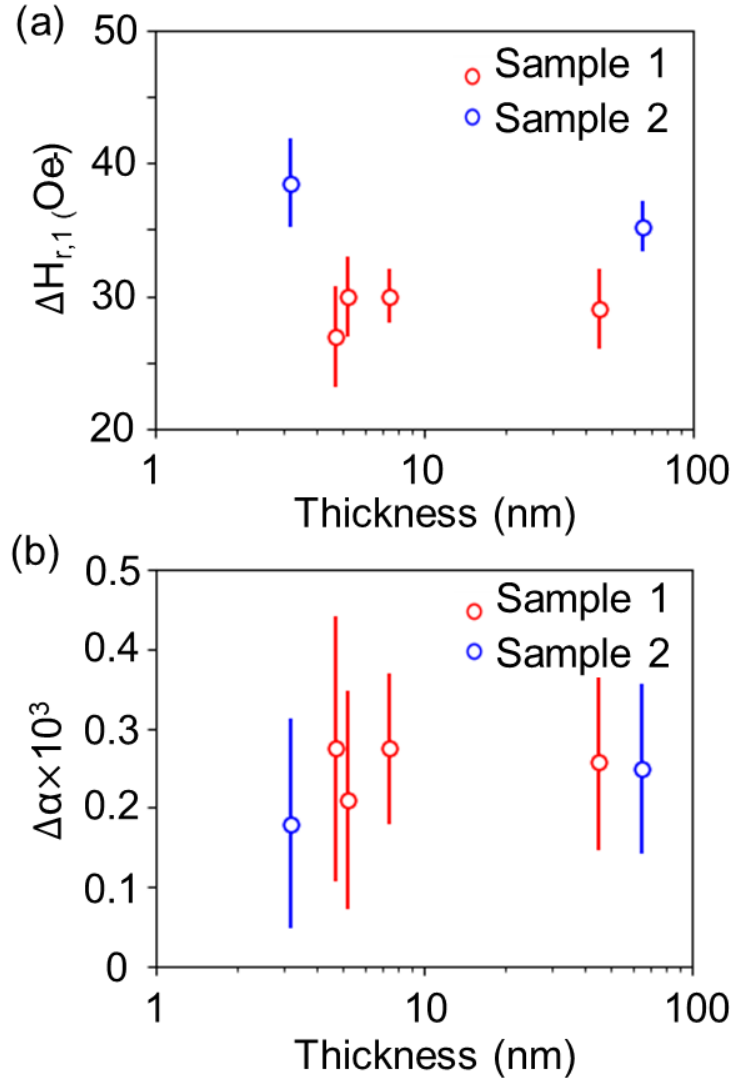 (a)
50
40
30
20
ΔHr,1 (Oe)
Sample 1
Sample 2
1 10 100
Thickness (nm)
(b)
0.5
0.4
0.3
0.2
0.1
0
Δα×10³
Sample 1
Sample 2
1 10 100
Thickness (nm)